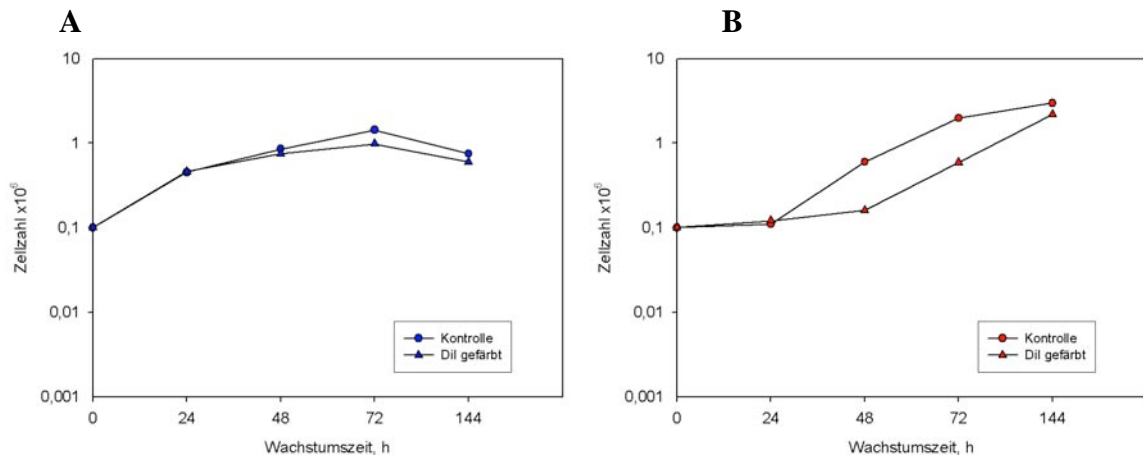 A
10
1
0,1
0,01
0,001
Zellzahl x10⁶
Kontrolle
DiI gefärbt
0 24 48 72 144
Wachstumszeit, h
B
10
1
0,1
0,01
0,001
Zellzahl x10⁶
Kontrolle
DiI gefärbt
0 24 48 72 144
Wachstumszeit, h